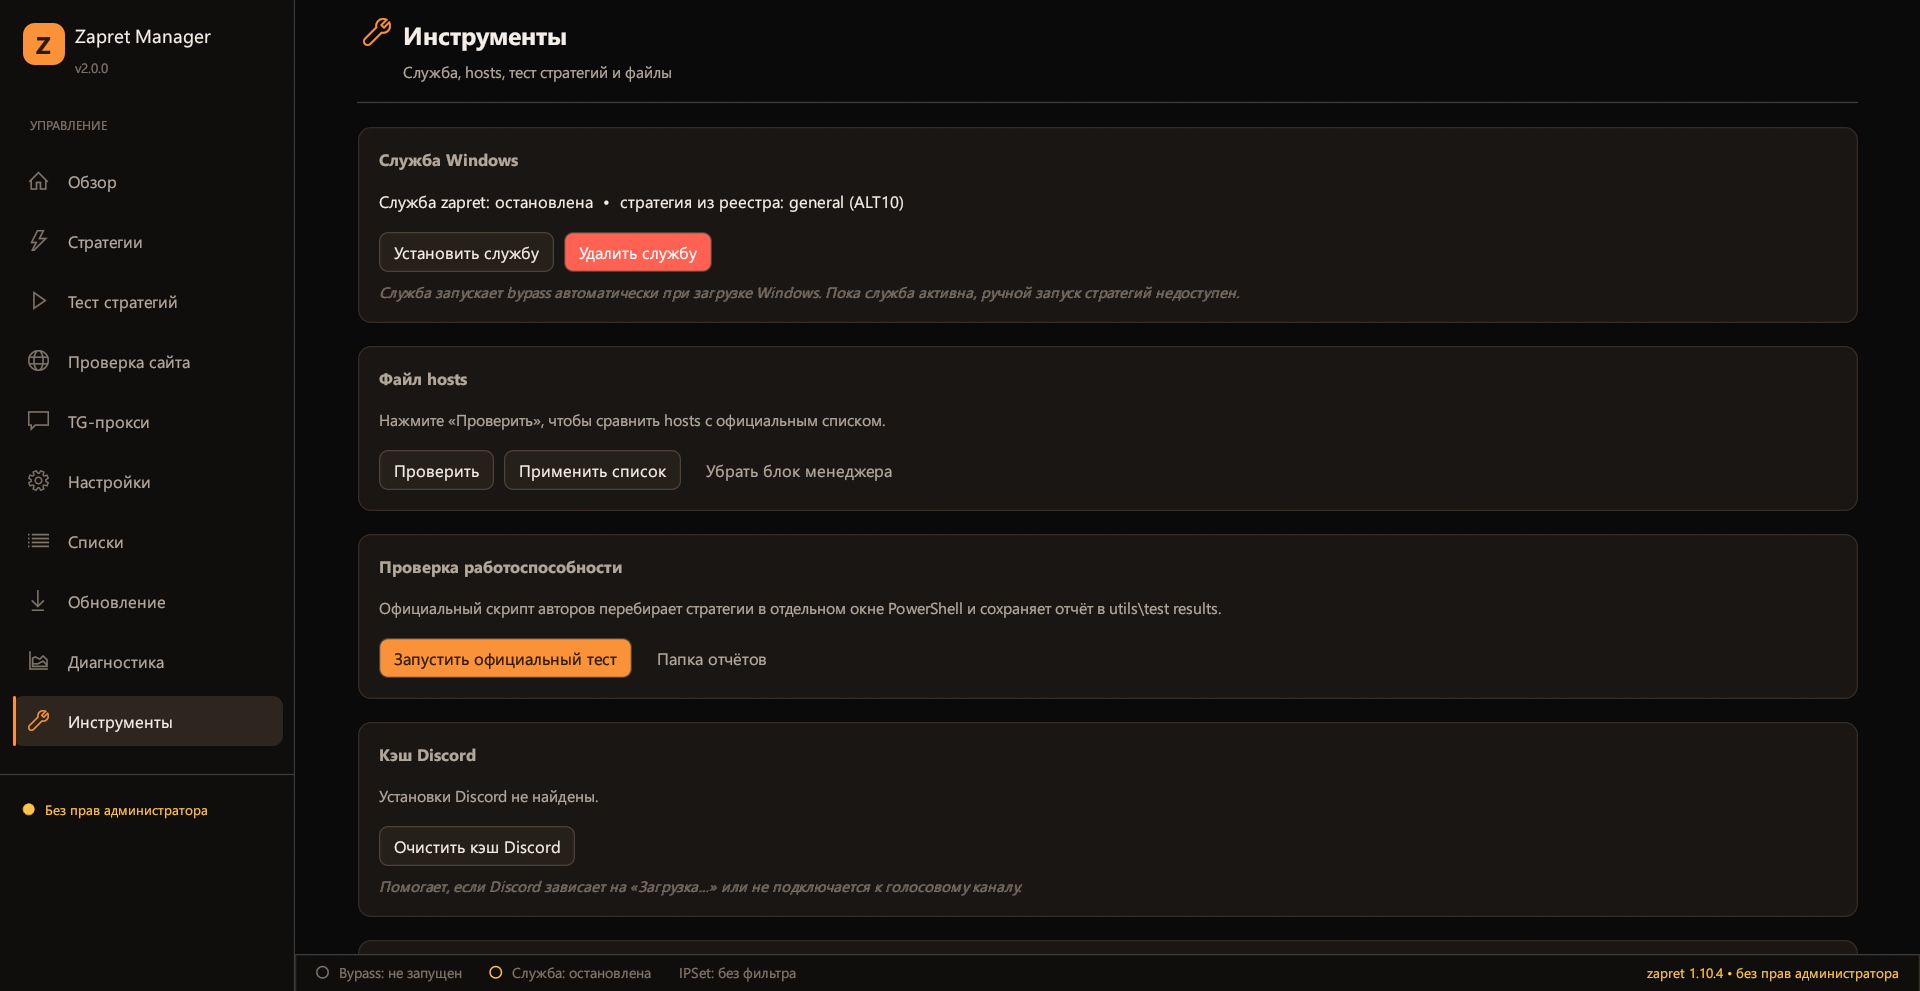 Z
Zapret Manager
v2.0.0
УПРАВЛЕНИЕ
Обзор
Стратегии
Тест стратегий
Проверка сайта
TG-прокси
Настройки
Списки
Обновление
Диагностика
Инструменты
Без прав администратора
Инструменты
Служба, hosts, тест стратегий и файлы
Служба Windows
Служба zapret: остановлена • стратегия из реестра: general (ALT10)
Установить службу
Удалить службу
Служба запускает bypass автоматически при загрузке Windows. Пока служба активна, ручной запуск стратегий недоступен.
Файл hosts
Нажмите «Проверить», чтобы сравнить hosts с официальным списком.
Проверить
Применить список
Убрать блок менеджера
Проверка работоспособности
Официальный скрипт авторов перебирает стратегии в отдельном окне PowerShell и сохраняет отчёт в utils\test results.
Запустить официальный тест
Папка отчётов
Кэш Discord
Установки Discord не найдены.
Очистить кэш Discord
Помогает, если Discord зависает на «Загрузка...» или не подключается к голосовому каналу.
Bypass: не запущен
Служба: остановлена
IPSet: без фильтра
zapret 1.10.4 • без прав администратора